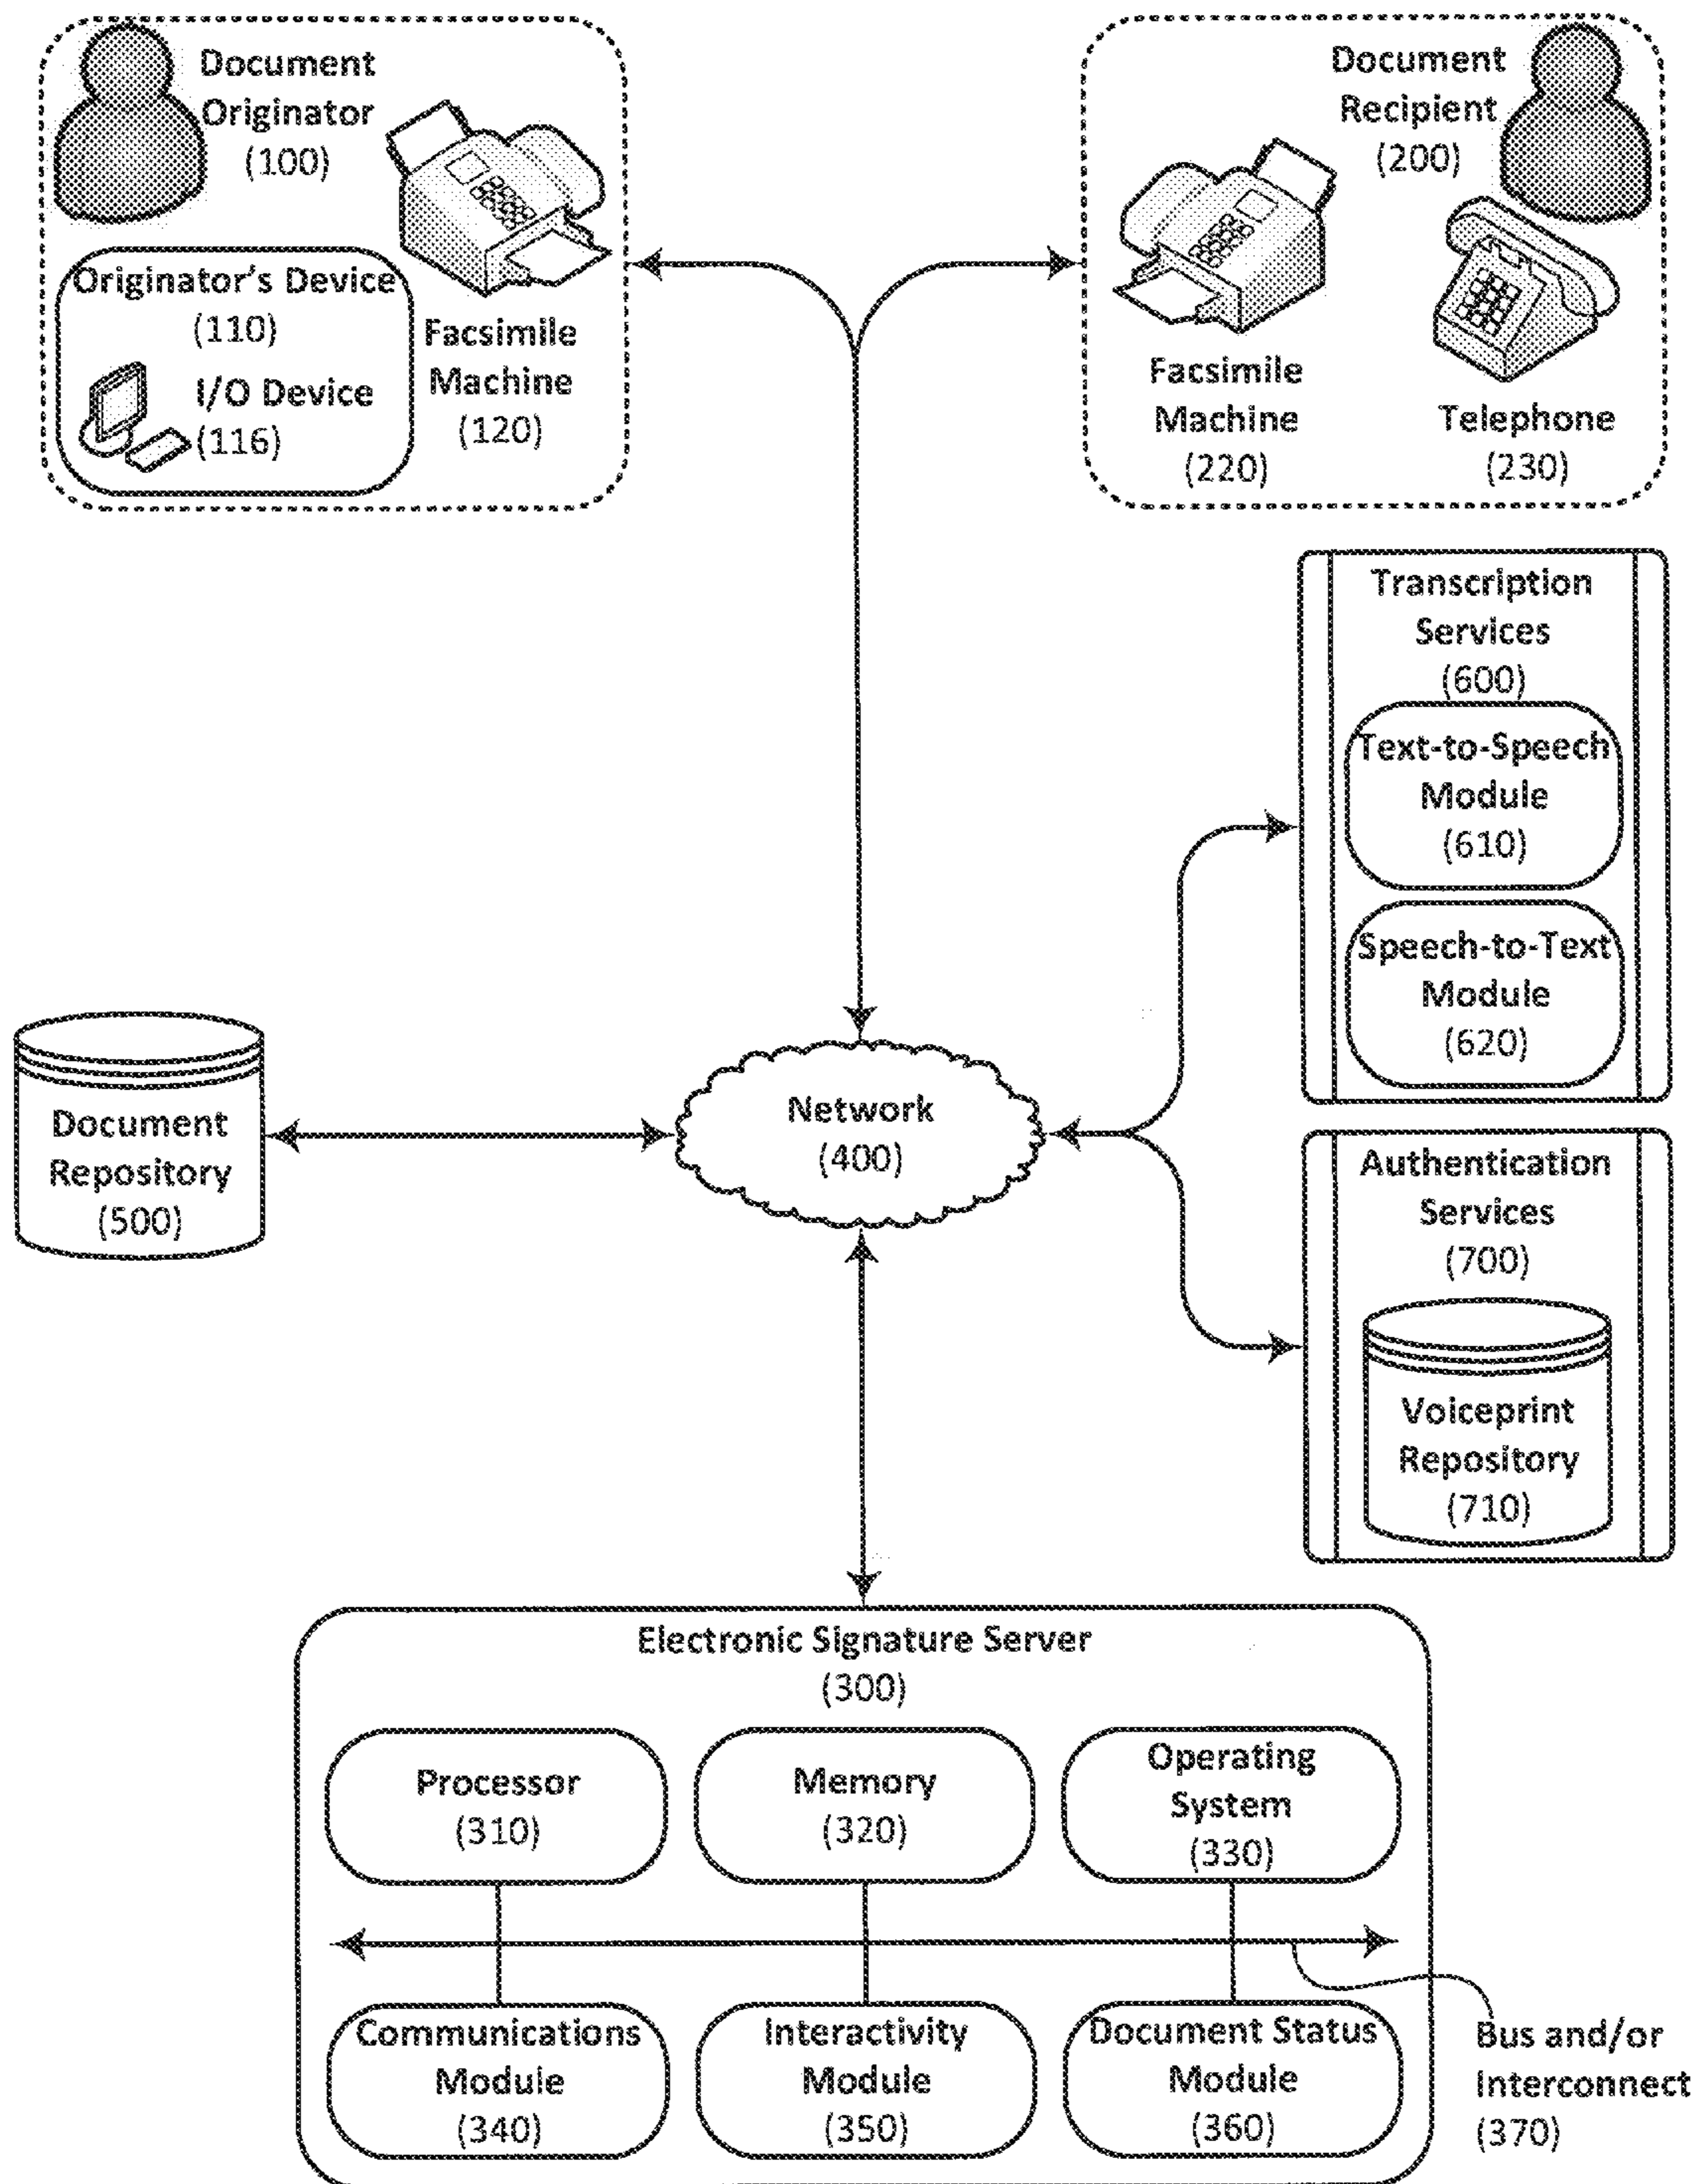 Document
Originator
(100)
Originator's Device
(110)
I/O Device
(116)
Facsimile
Machine
(120)
Document
Recipient
(200)
Facsimile
Machine
(220)
Telephone
(230)
Transcription
Services
(600)
Text-to-Speech
Module
(610)
Speech-to-Text
Module
(620)
Document
Repository
(500)
Network
(400)
Authentication
Services
(700)
Voiceprint
Repository
(710)
Electronic Signature Server
(300)
Processor
(310)
Memory
(320)
Operating
System
(330)
Communications
Module
(340)
Interactivity
Module
(350)
Document Status
Module
(360)
Bus and/or
Interconnect
(370)